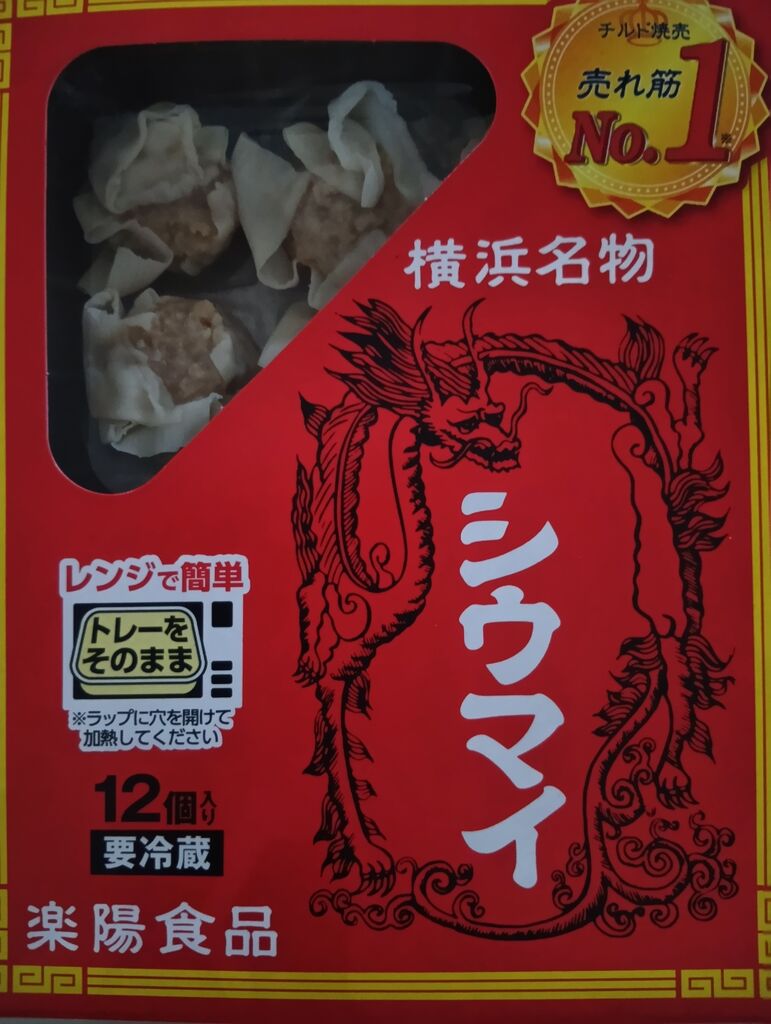 チルド焼売
売れ筋
No.1※
横浜名物
シウマイ
レンジで簡単
トレーを
そのまま
※ラップに穴を開けて
加熱してください
12個入り
要冷蔵
楽陽食品